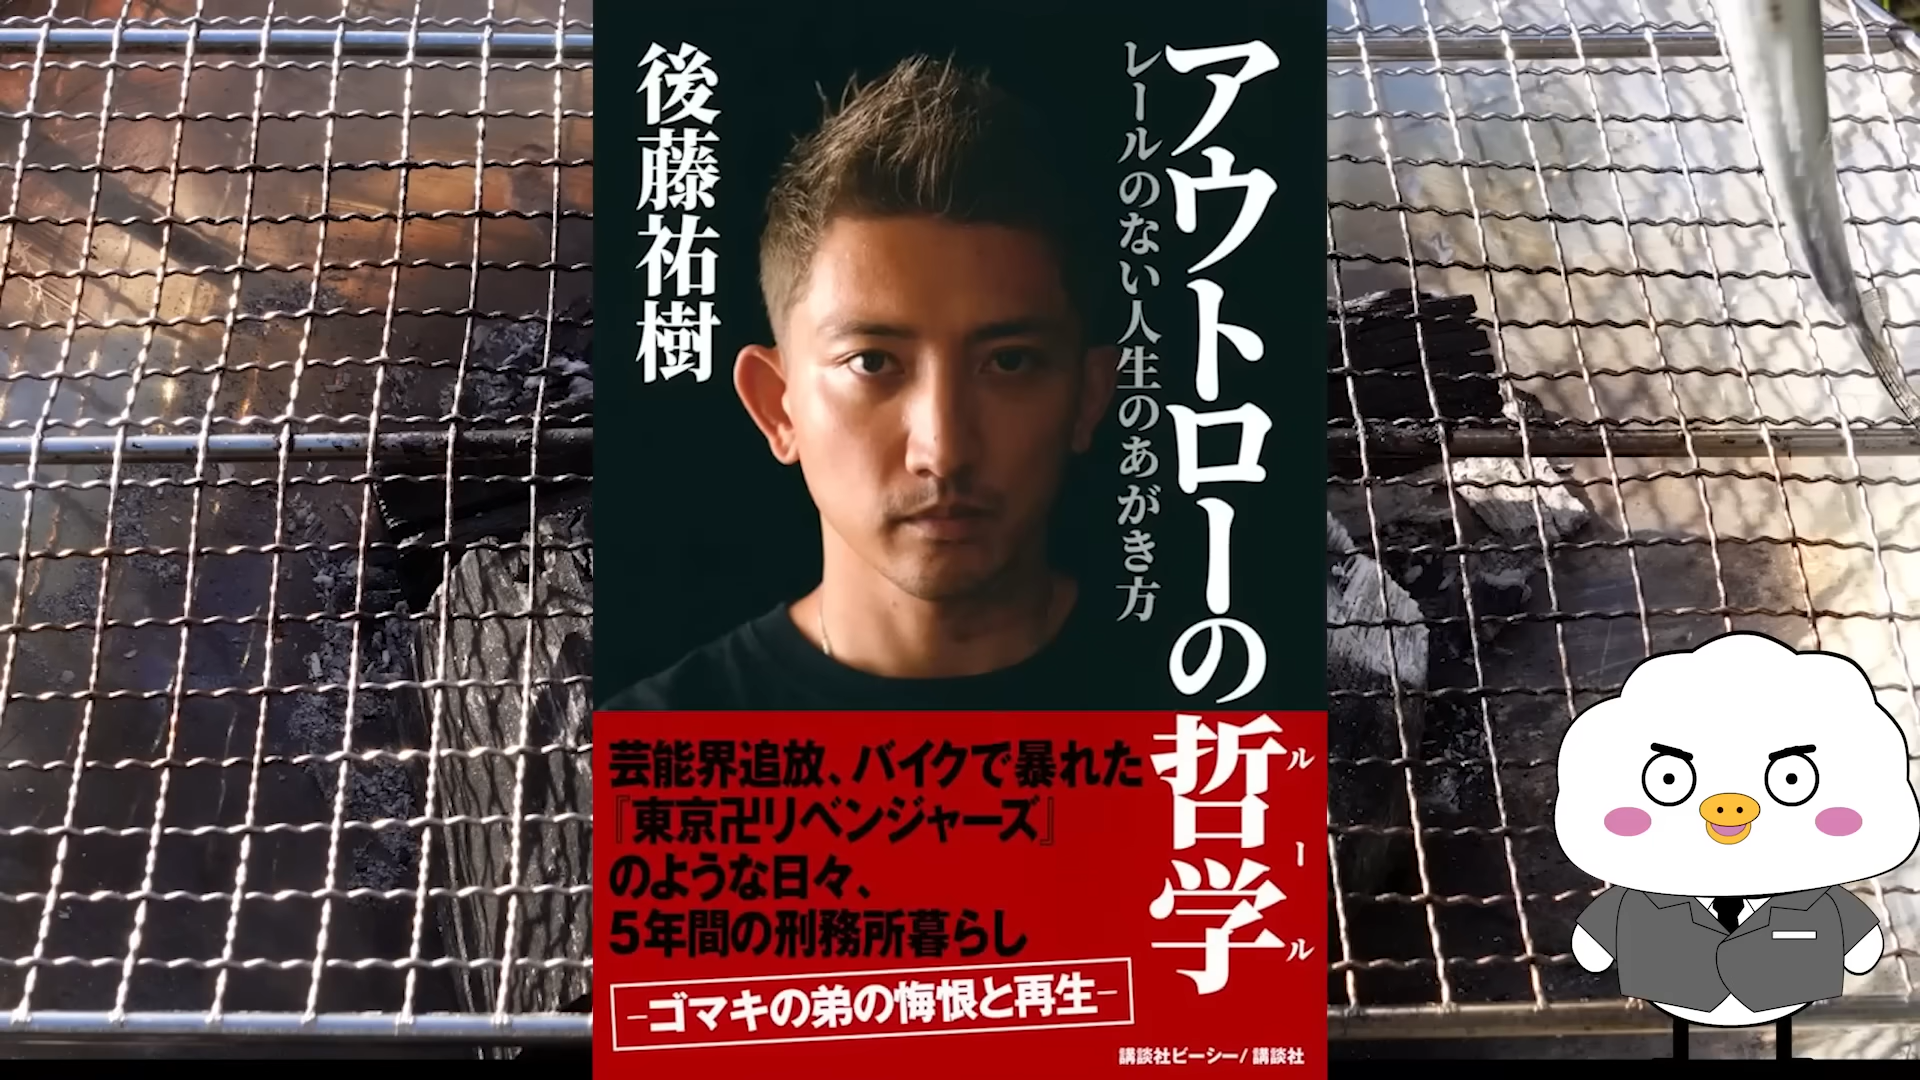 アウトローの哲学
ルール
レールのない人生のあがき方
後藤祐樹
芸能界追放、バイクで暴れた
『東京卍リベンジャーズ』
のような日々、
5年間の刑務所暮らし
–ゴマキの弟の悔恨と再生–
講談社ビーシー/講談社